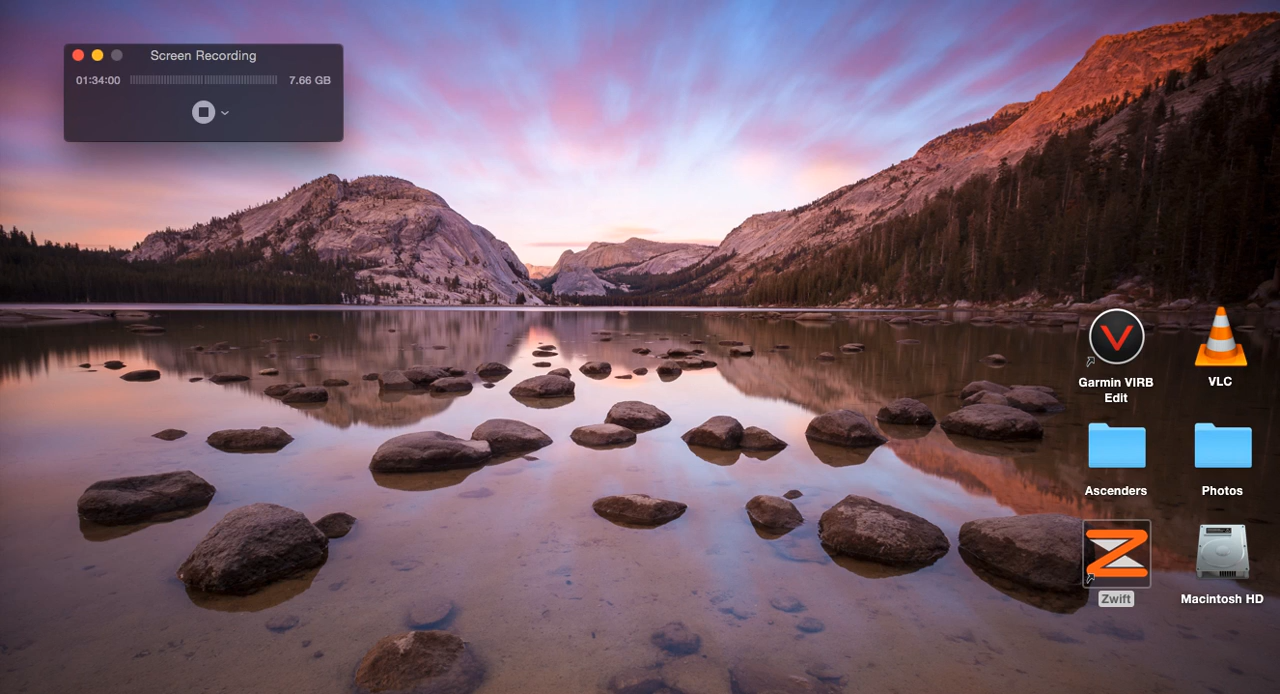 Screen Recording
01:34:00 7.66 GB
Garmin VIRB
Edit
VLC
Ascenders
Photos
Zwift
Macintosh HD